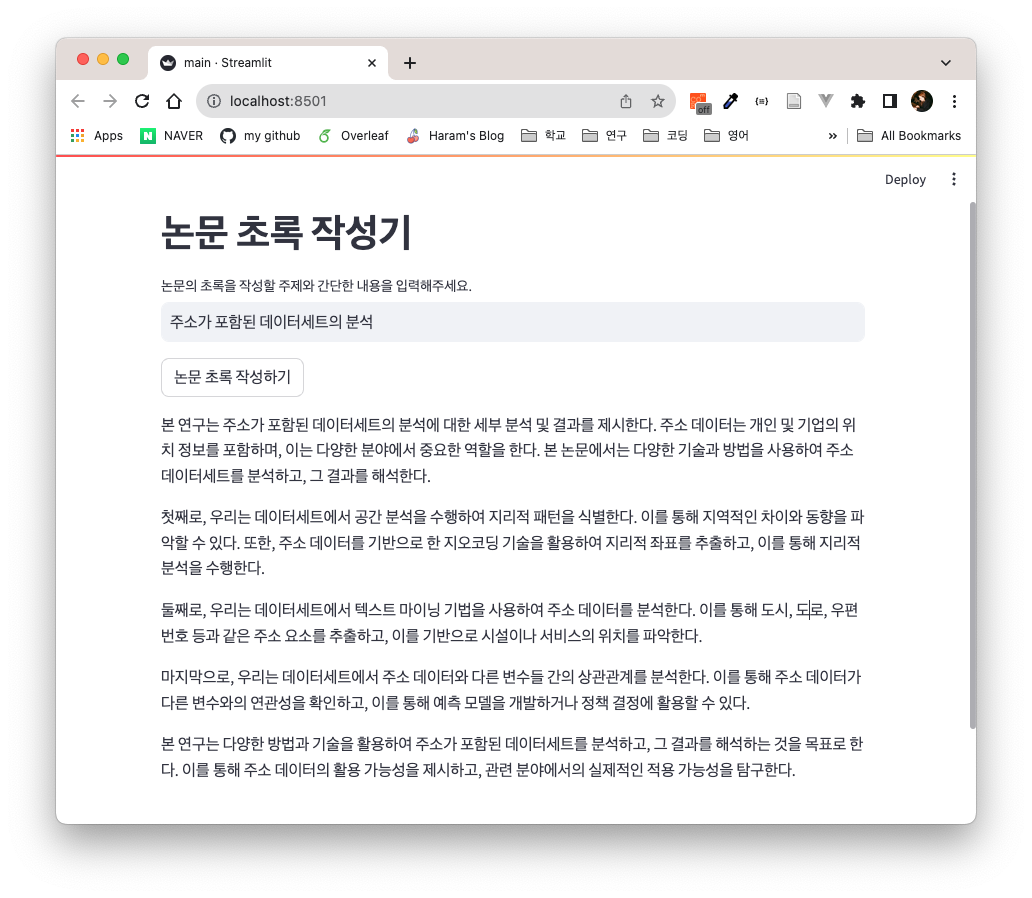 main · Streamlit
localhost:8501
off
Apps
NAVER
my github
Overleaf
Haram's Blog
학교
연구
코딩
영어
»
All Bookmarks
Deploy
논문 초록 작성기
논문의 초록을 작성할 주제와 간단한 내용을 입력해주세요.
주소가 포함된 데이터세트의 분석
논문 초록 작성하기
본 연구는 주소가 포함된 데이터세트의 분석에 대한 세부 분석 및 결과를 제시한다. 주소 데이터는 개인 및 기업의 위
치 정보를 포함하며, 이는 다양한 분야에서 중요한 역할을 한다. 본 논문에서는 다양한 기술과 방법을 사용하여 주소
데이터세트를 분석하고, 그 결과를 해석한다.
첫째로, 우리는 데이터세트에서 공간 분석을 수행하여 지리적 패턴을 식별한다. 이를 통해 지역적인 차이와 동향을 파
악할 수 있다. 또한, 주소 데이터를 기반으로 한 지오코딩 기술을 활용하여 지리적 좌표를 추출하고, 이를 통해 지리적
분석을 수행한다.
둘째로, 우리는 데이터세트에서 텍스트 마이닝 기법을 사용하여 주소 데이터를 분석한다. 이를 통해 도시, 도로, 우편
번호 등과 같은 주소 요소를 추출하고, 이를 기반으로 시설이나 서비스의 위치를 파악한다.
마지막으로, 우리는 데이터세트에서 주소 데이터와 다른 변수들 간의 상관관계를 분석한다. 이를 통해 주소 데이터가
다른 변수와의 연관성을 확인하고, 이를 통해 예측 모델을 개발하거나 정책 결정에 활용할 수 있다.
본 연구는 다양한 방법과 기술을 활용하여 주소가 포함된 데이터세트를 분석하고, 그 결과를 해석하는 것을 목표로 한
다. 이를 통해 주소 데이터의 활용 가능성을 제시하고, 관련 분야에서의 실제적인 적용 가능성을 탐구한다.